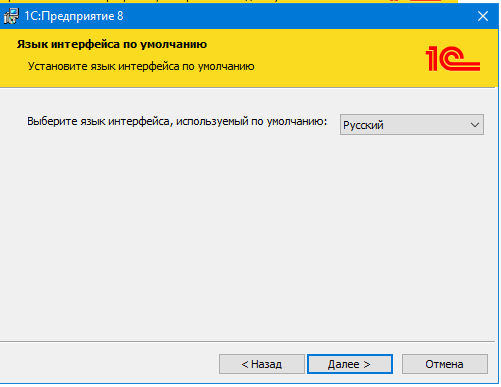 1С:Предприятие 8
Язык интерфейса по умолчанию
Установите язык интерфейса по умолчанию
1С
Выберите язык интерфейса, используемый по умолчанию:
Русский
< Назад
Далее >
Отмена